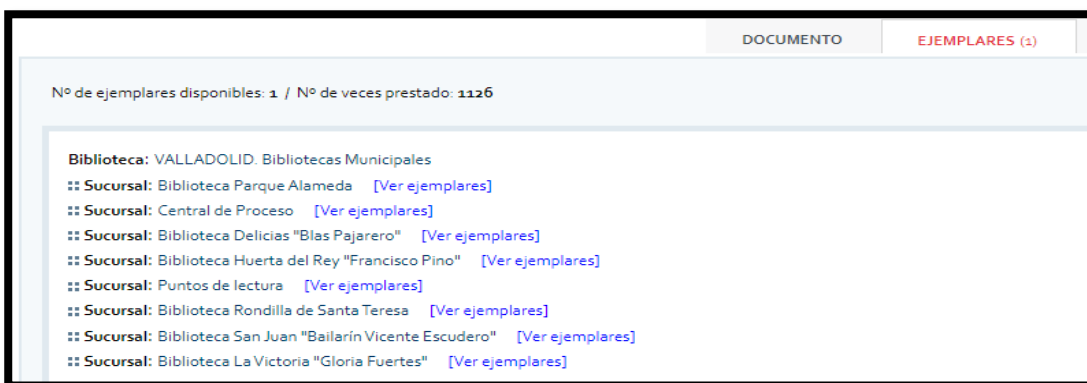 DOCUMENTO EJEMPLARES (1)
Nº de ejemplares disponibles: 1 / Nº de veces prestado: 1126
Biblioteca: VALLADOLID. Bibliotecas Municipales
Sucursal: Biblioteca Parque Alameda [Ver ejemplares]
Sucursal: Central de Proceso [Ver ejemplares]
Sucursal: Biblioteca Delicias "Blas Pajarero" [Ver ejemplares]
Sucursal: Biblioteca Huerta del Rey "Francisco Pino" [Ver ejemplares]
Sucursal: Puntos de lectura [Ver ejemplares]
Sucursal: Biblioteca Rondilla de Santa Teresa [Ver ejemplares]
Sucursal: Biblioteca San Juan "Bailarín Vicente Escudero" [Ver ejemplares]
Sucursal: Biblioteca La Victoria "Gloria Fuertes" [Ver ejemplares]